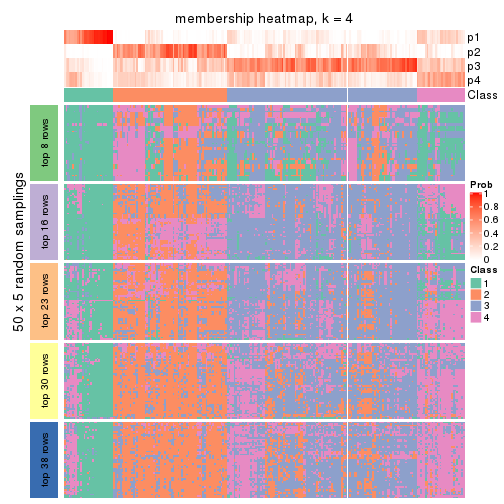 membership heatmap, k = 4
p1
p2
p3
p4
Class
50 x 5 random samplings
top 8 rows
top 16 rows
top 23 rows
top 30 rows
top 38 rows
Prob
1
0.8
0.6
0.4
0.2
0
Class
1
2
3
4